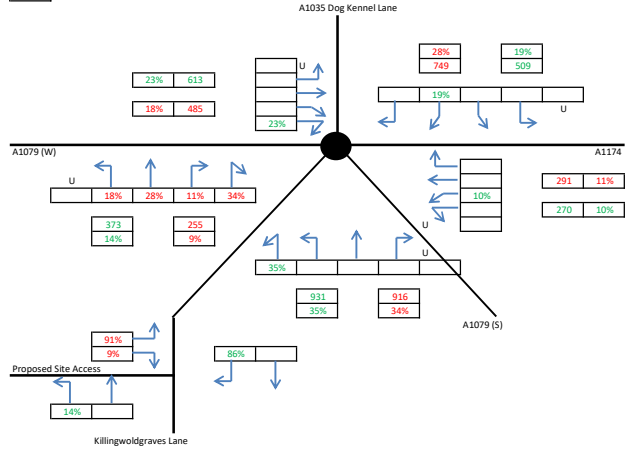 A1035 Dog Kennel Lane
28% 19%
749 509
U
23% 613
19%
18% 485
U
23%
A1079 (W) A1174
U
18% 28% 11% 34%
291 11%
10%
270 10%
373 255
14% 9%
U
U
35%
931 916
35% 34%
A1079 (S)
91%
9%
86%
Proposed Site Access
14%
Killingwoldgraves Lane